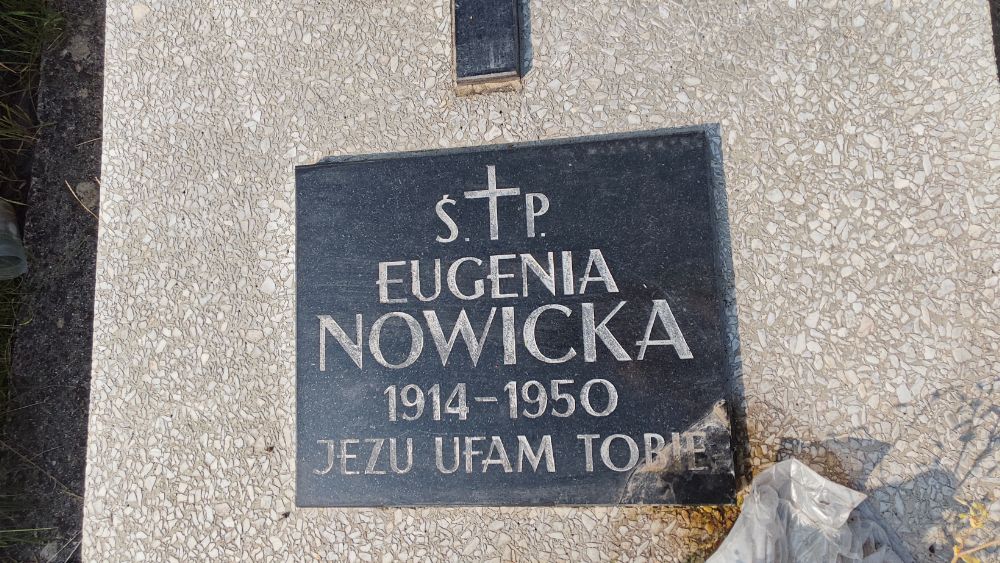 Ś. P.
EUGENIA
NOWICKA
1914-1950
JEZU UFAM TOBIE